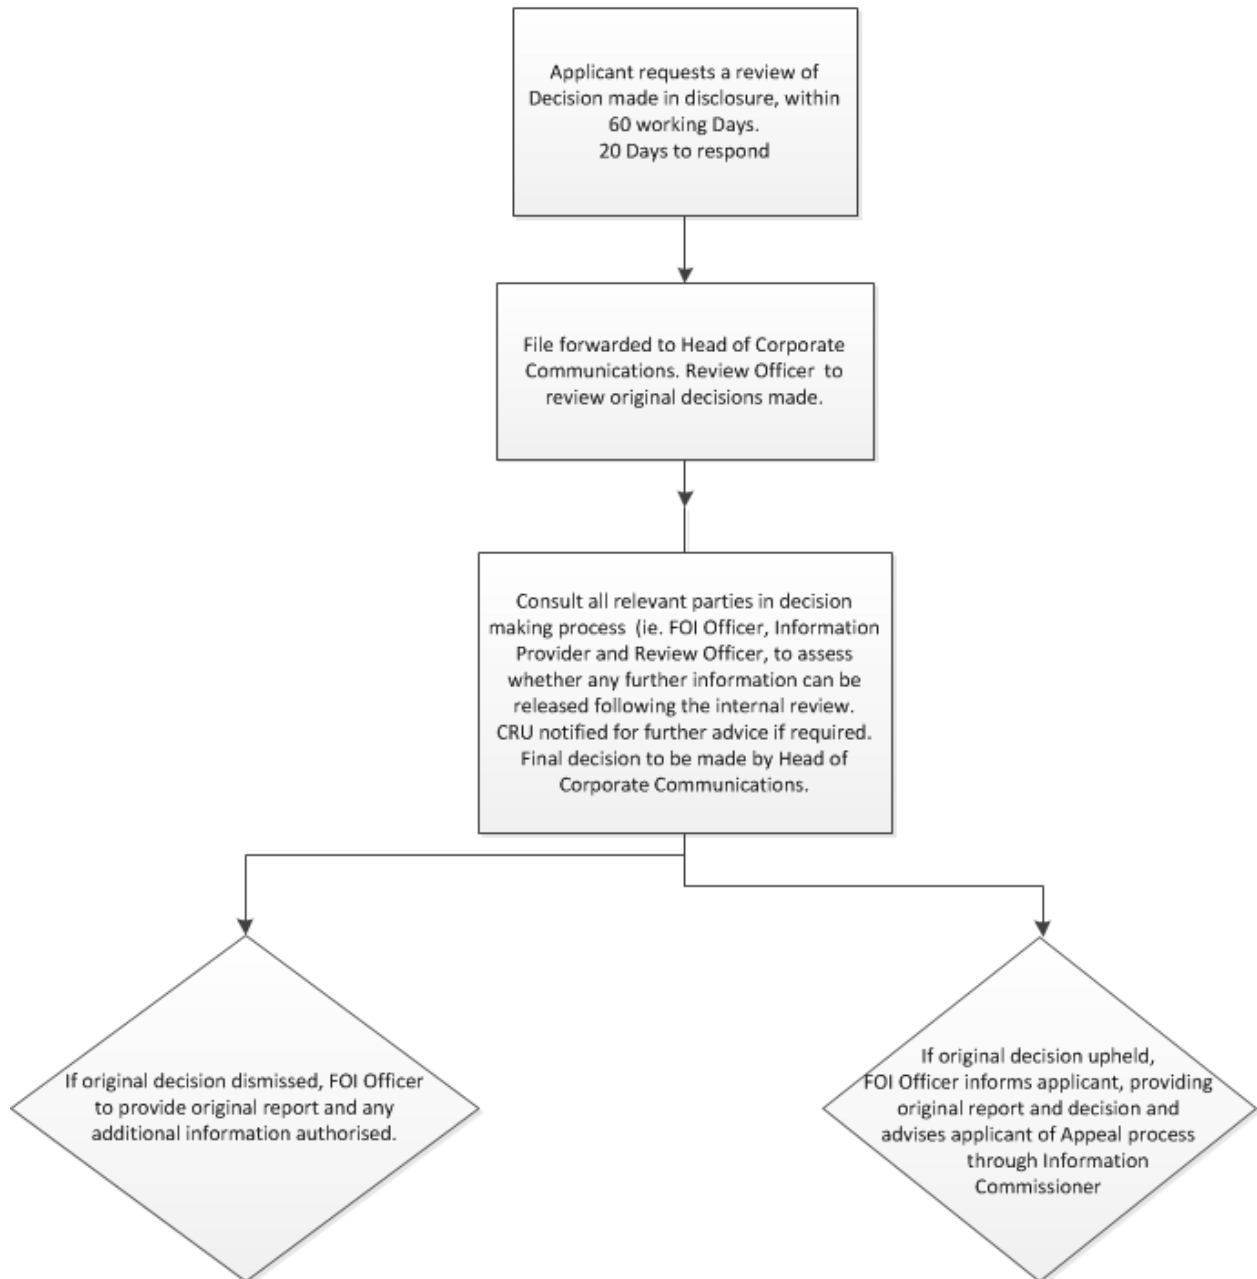 Applicant requests a review of
Decision made in disclosure, within
60 working Days.
20 Days to respond
File forwarded to Head of Corporate
Communications. Review Officer  to
review original decisions made.
Consult all relevant parties in decision
making process  (ie. FOI Officer, Information
Provider and Review Officer, to assess
whether any further information can be
released following the internal review.
CRU notified for further advice if required.
Final decision to be made by Head of
Corporate Communications.
If original decision dismissed, FOI Officer
to provide original report and any
additional information authorised.
If original decision upheld,
FOI Officer informs applicant, providing
original report and decision and
advises applicant of Appeal process
through Information
Commissioner